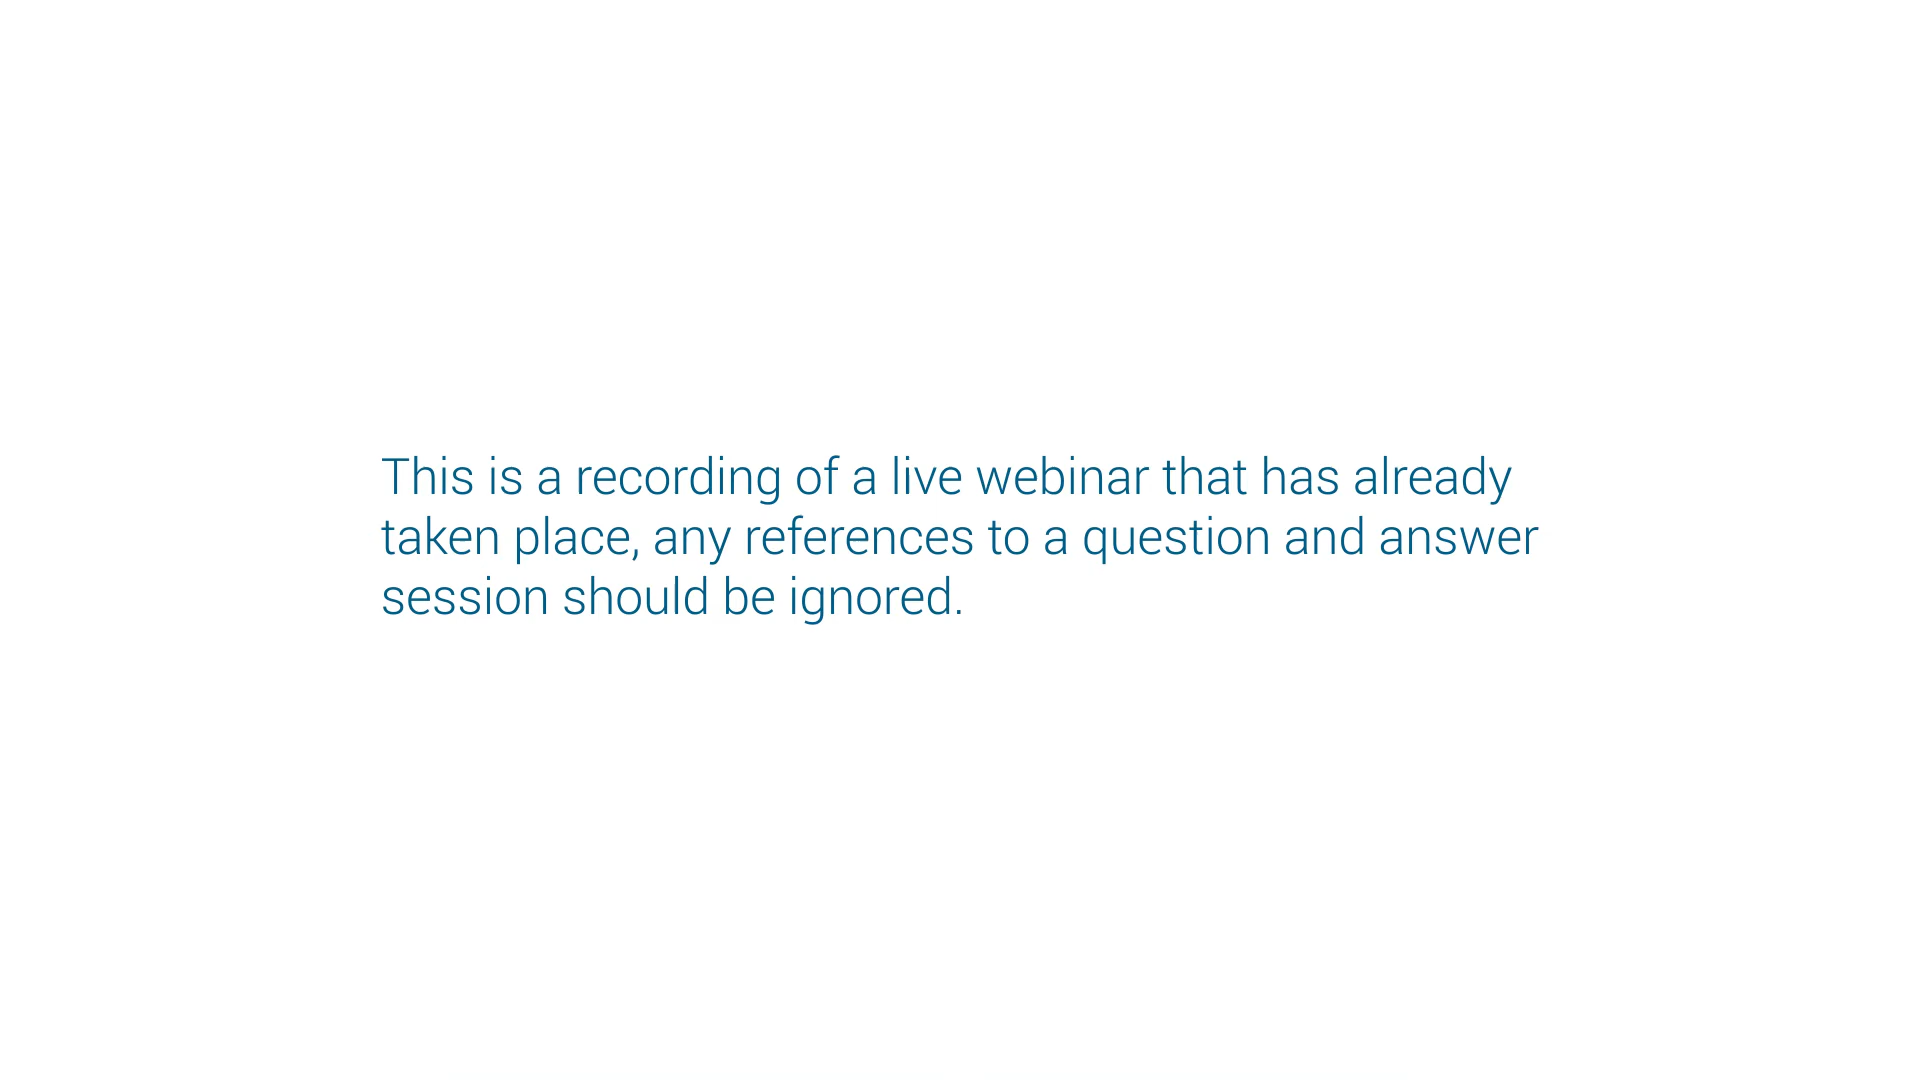 This is a recording of a live webinar that has already
taken place, any references to a question and answer
session should be ignored.